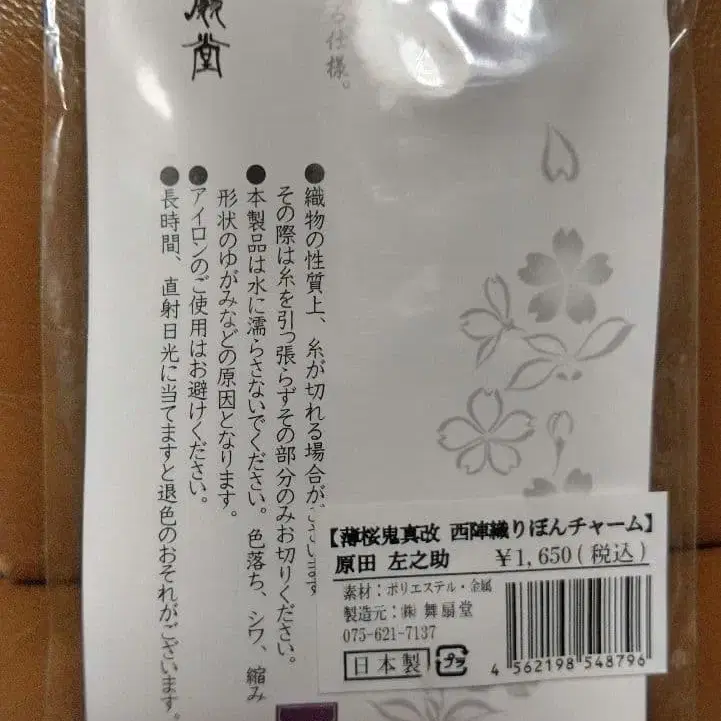 る仕様。
堂
●織物の性質上、糸が切れる場合がございます
その際は糸を引っ張らずその部分のみお切りください。
●本製品は水に濡らさないでください。色落ち、シワ、縮み
形状のゆがみなどの原因となります。
●アイロンのご使用はお避けください。
●長時間、直射日光に当てますと退色のおそれがございます。
【薄桜鬼真改 西陣織りぼんチャーム】
原田 左之助 ¥1,650(税込)
素材:ポリエステル・金属
製造元:㈱ 舞扇堂
075-621-7137
日本製 プラ
4 562198 548796